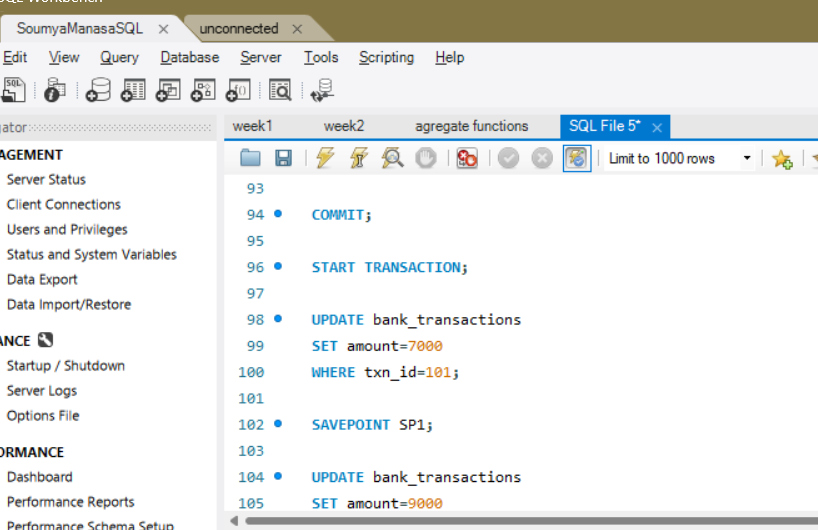 SoumyaManasaSQL
unconnected
Edit View Query Database Server Tools Scripting Help
SQL
week1 week2 agregate functions SQL File 5*
AGEMENT
Server Status
Client Connections
Users and Privileges
Status and System Variables
Data Export
Data Import/Restore
ANCE
Startup / Shutdown
Server Logs
Options File
ORMANCE
Dashboard
Performance Reports
Performance Schema Setup
Limit to 1000 rows
93
94 COMMIT;
95
96 START TRANSACTION;
97
98 UPDATE bank_transactions
99 SET amount=7000
100 WHERE txn_id=101;
101
102 SAVEPOINT SP1;
103
104 UPDATE bank_transactions
105 SET amount=9000